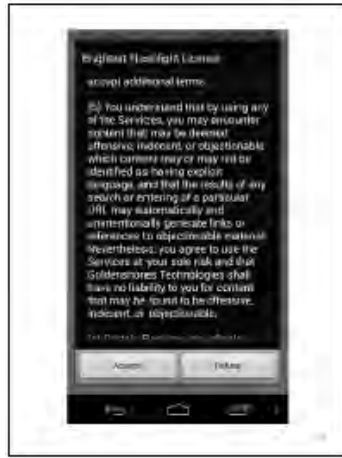 Brightest Flashlight License
accept additional terms.
(b) You understand that by using any
of the Services, you may encounter
content that may be deemed
offensive, indecent, or objectionable
which content may or may not be
identified as having explicit
language, and that the results of any
search or entering of a particular
URL may automatically and
unintentionally generate links or
references to objectionable material.
Nevertheless, you agree to use the
Services at your sole risk and that
Goldenshores Technologies shall
have no liability to you for content
that may be found to be offensive,
indecent, or objectionable.
Accept
Refuse